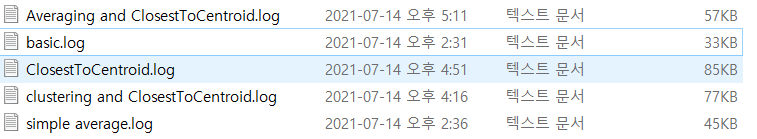 Averaging and ClosestToCentroid.log 2021-07-14 오후 5:11 텍스트 문서 57KB
basic.log 2021-07-14 오후 2:31 텍스트 문서 33KB
ClosestToCentroid.log 2021-07-14 오후 4:51 텍스트 문서 85KB
clustering and ClosestToCentroid.log 2021-07-14 오후 4:16 텍스트 문서 77KB
simple average.log 2021-07-14 오후 2:36 텍스트 문서 45KB